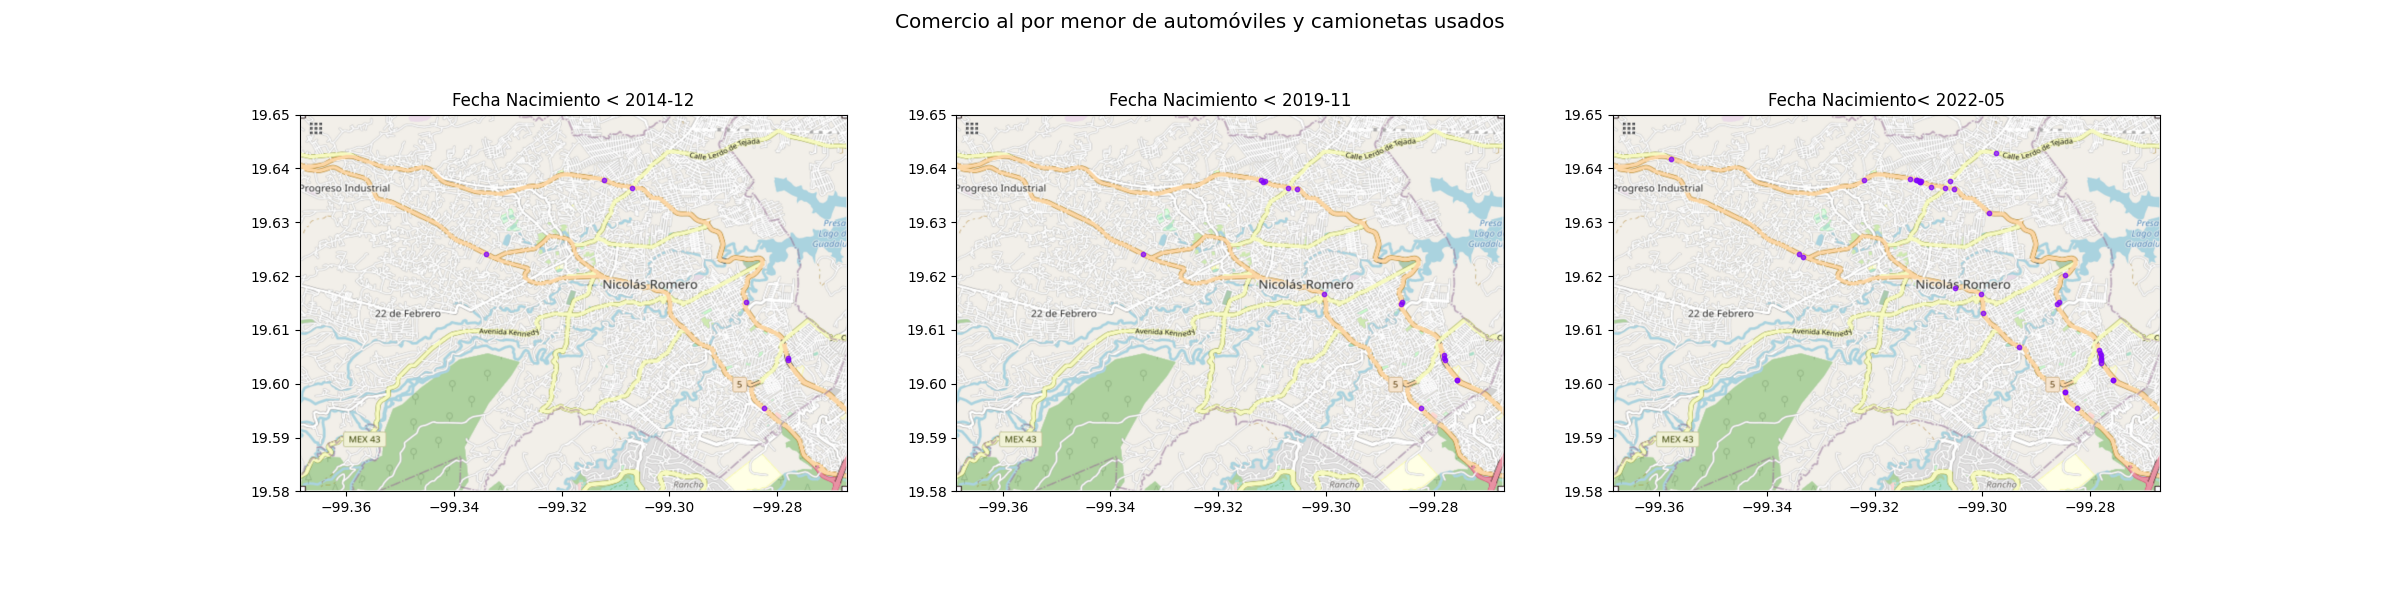 Comercio al por menor de automóviles y camionetas usados
Fecha Nacimiento < 2014-12
19.65
19.64
19.63
19.62
19.61
19.60
19.59
19.58
−99.36
−99.34
−99.32
−99.30
−99.28
Calle Lerdo de Tejada
Progreso Industrial
Presa
Lago d
Guadalu
Nicolás Romero
22 de Febrero
Avenida Kennedy
5
MEX 43
Rancho
Fecha Nacimiento < 2019-11
19.65
19.64
19.63
19.62
19.61
19.60
19.59
19.58
−99.36
−99.34
−99.32
−99.30
−99.28
Calle Lerdo de Tejada
Progreso Industrial
Presa
Lago d
Guadalu
Nicolás Romero
22 de Febrero
Avenida Kennedy
5
MEX 43
Rancho
Fecha Nacimiento< 2022-05
19.65
19.64
19.63
19.62
19.61
19.60
19.59
19.58
−99.36
−99.34
−99.32
−99.30
−99.28
Calle Lerdo de Tejada
Progreso Industrial
Presa
Lago d
Guadalu
Nicolás Romero
22 de Febrero
Avenida Kennedy
5
MEX 43
Rancho